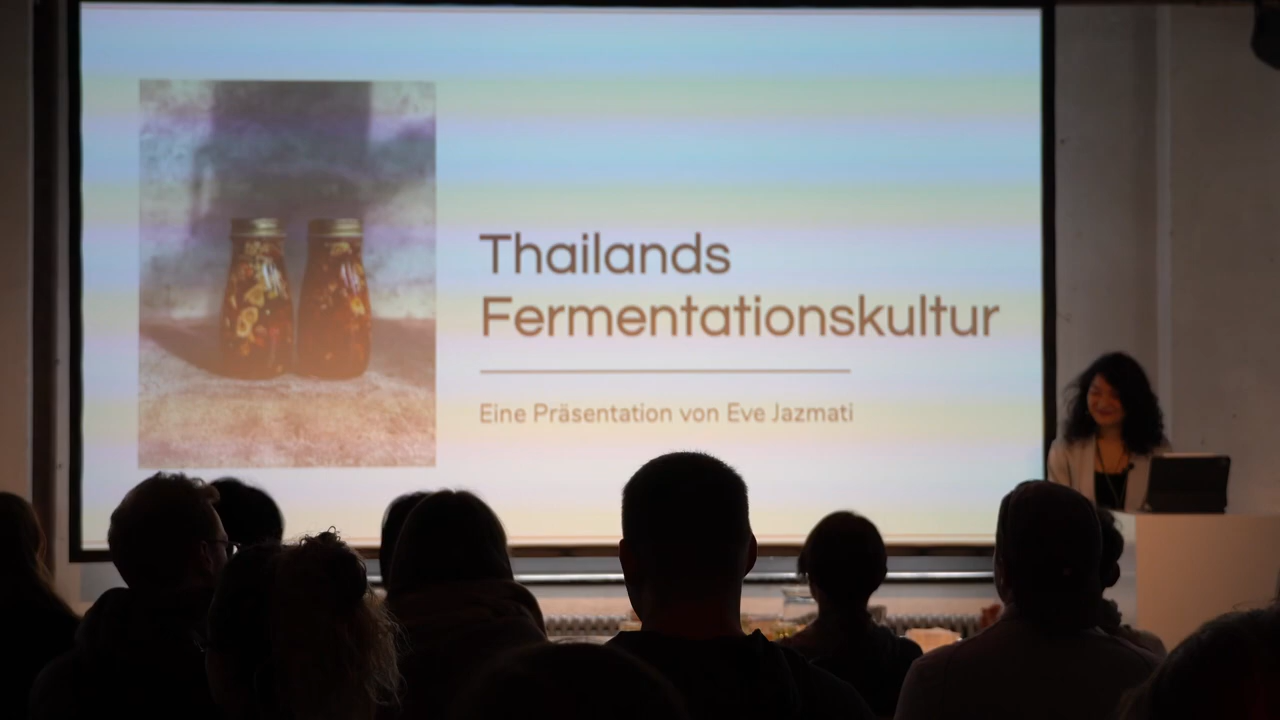 Thailands
Fermentationskultur
Eine Präsentation von Eve Jazmati